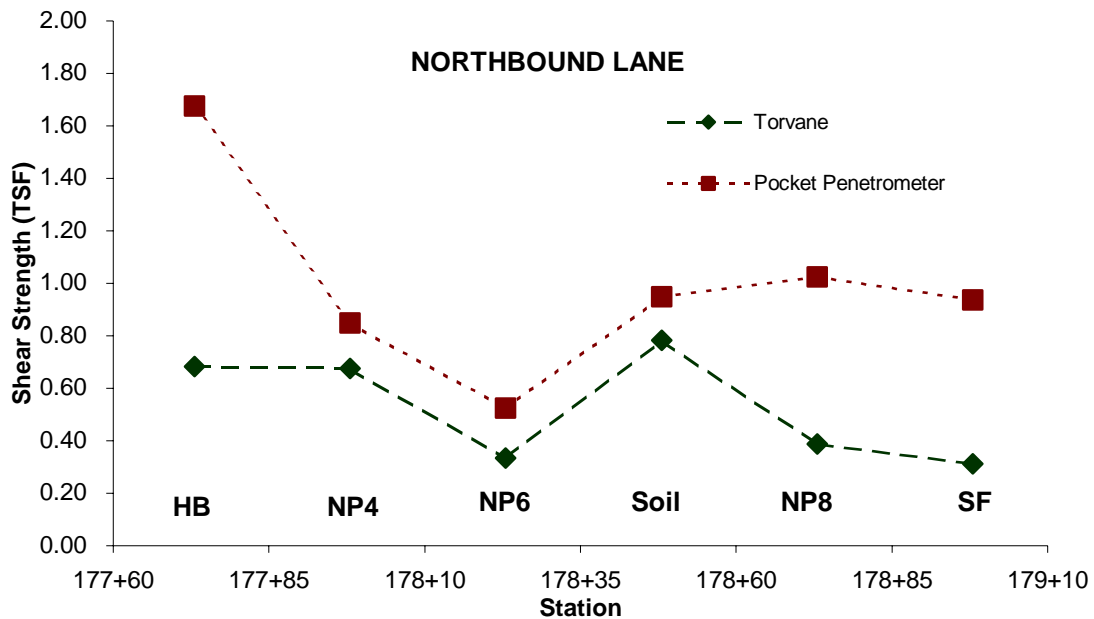 2.00
NORTHBOUND LANE
1.80
1.60
Torvane
1.40
Pocket Penetrometer
1.20
1.00
0.80
0.60
0.40
0.20
0.00
Shear Strength (TSF)
HB NP4 NP6 Soil NP8 SF
177+60 177+85 178+10 178+35 178+60 178+85 179+10
Station